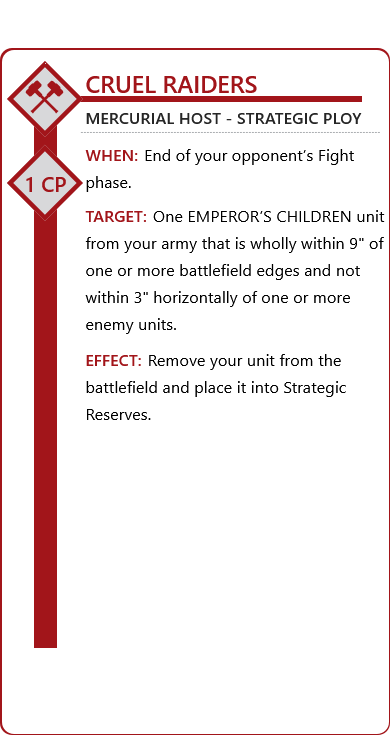 CRUEL RAIDERS
MERCURIAL HOST - STRATEGIC PLOY
1 CP
WHEN: End of your opponent’s Fight
phase.
TARGET: One EMPEROR’S CHILDREN unit
from your army that is wholly within 9" of
one or more battlefield edges and not
within 3" horizontally of one or more
enemy units.
EFFECT: Remove your unit from the
battlefield and place it into Strategic
Reserves.